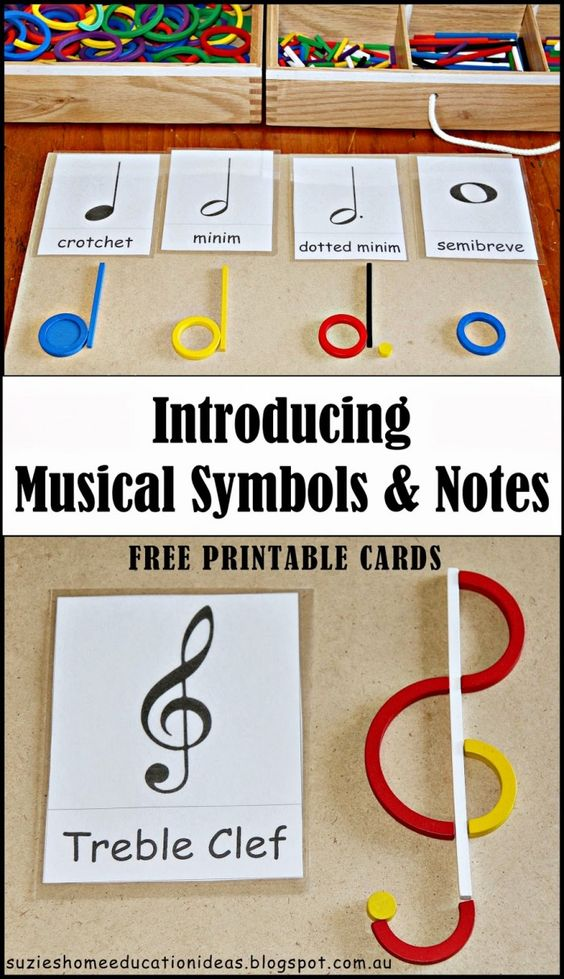 crotchet
minim
dotted minim
semibreve
Introducing
Musical Symbols & Notes
FREE PRINTABLE CARDS
Treble Clef
suzieshomeeducationideas.blogspot.com.au